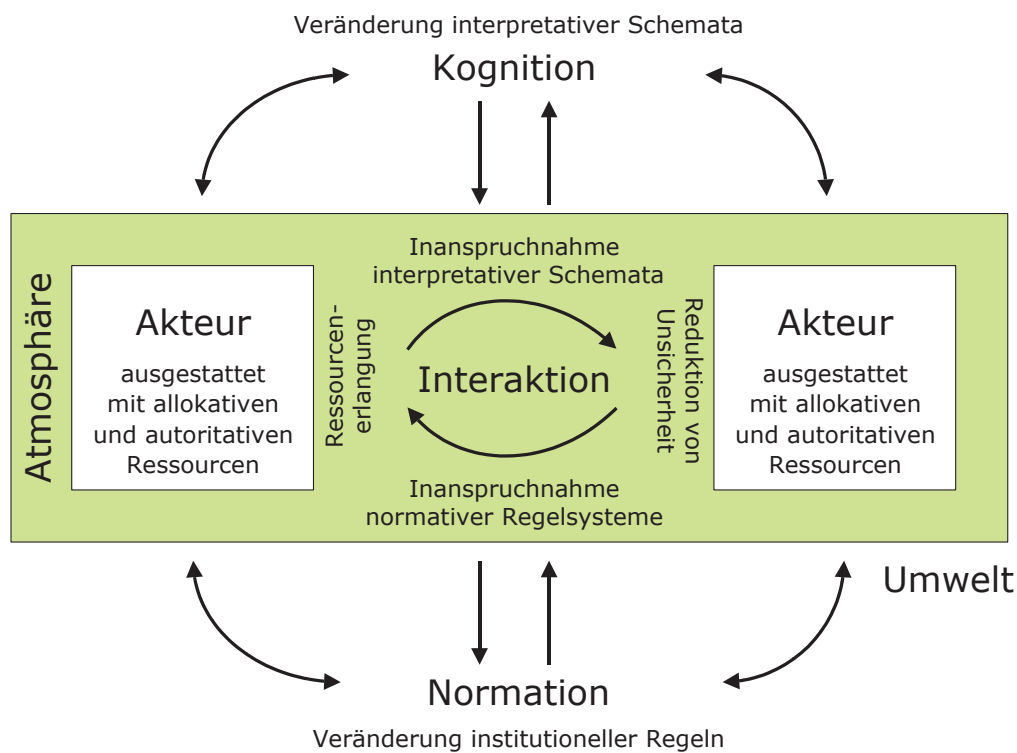 Veränderung interpretativer Schemata
Kognition
Atmosphäre
Akteur
ausgestattet
mit allokativen
und autoritativen
Ressourcen
Ressourcen-
erlangung
Inanspruchnahme
interpretativer Schemata
Interaktion
Inanspruchnahme
normativer Regelsysteme
Reduktion von
Unsicherheit
Akteur
ausgestattet
mit allokativen
und autoritativen
Ressourcen
Umwelt
Normation
Veränderung institutioneller Regeln